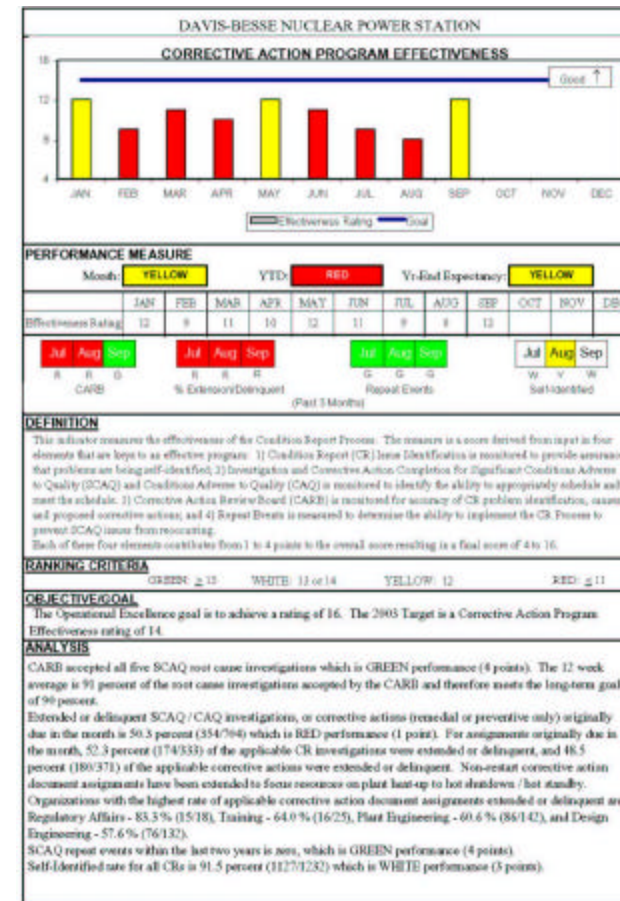 DAVIS-BESSE NUCLEAR POWER STATION
CORRECTIVE ACTION PROGRAM EFFECTIVENESS
16
Good ↑
12
8
4
JAN FEB MAR APR MAY JUN JUL AUG SEP OCT NOV DEC
Effectiveness Rating Goal
PERFORMANCE MEASURE
Month: YELLOW YTD: RED Yr-End Expectancy: YELLOW
JAN FEB MAR APR MAY JUN JUL AUG SEP OCT NOV DE
Effectiveness Rating 12 9 11 10 12 11 9 8 12
Jul Aug Sep Jul Aug Sep Jul Aug Sep Jul Aug Sep
R R G R R R G G G W Y W
CARB % Extension/Delinquent Repeat Events Self-Identified
(Past 3 Months)
DEFINITION
This indicator measures the effectiveness of the Condition Report Process. The measure is a score derived from input in four
elements that are keys to an effective program: 1) Condition Report (CR) Issue Identification is monitored to provide assurance
that problems are being self-identified; 2) Investigation and Corrective Action Completion for Significant Conditions Adverse
to Quality (SCAQ) and Conditions Adverse to Quality (CAQ) is monitored to identify the ability to appropriately schedule and
meet the schedule. 3) Corrective Action Review Board (CARB) is monitored for accuracy of CR problem identification, causes
and proposed corrective actions; and 4) Repeat Events is measured to determine the ability to implement the CR Process to
prevent SCAQ issues from reoccurring.
Each of these four elements contributes from 1 to 4 points to the overall score resulting in a final score of 4 to 16.
RANKING CRITERIA
GREEN: ≥ 15 WHITE: 13 or 14 YELLOW: 12 RED: ≤ 11
OBJECTIVE/GOAL
The Operational Excellence goal is to achieve a rating of 16. The 2003 Target is a Corrective Action Program
Effectiveness rating of 14.
ANALYSIS
CARB accepted all five SCAQ root cause investigations which is GREEN performance (4 points). The 12 week
average is 91 percent of the root cause investigations accepted by the CARB and therefore meets the long-term goal
of 90 percent.
Extended or delinquent SCAQ / CAQ investigations, or corrective actions (remedial or preventive only) originally
due in the month is 50.3 percent (354/704) which is RED performance (1 point). For assignments originally due in
the month, 52.3 percent (174/333) of the applicable CR investigations were extended or delinquent, and 48.5
percent (180/371) of the applicable corrective actions were extended or delinquent. Non-restart corrective action
document assignments have been extended to focus resources on plant heat-up to hot shutdown / hot standby.
Organizations with the highest rate of applicable corrective action document assignments extended or delinquent are
Regulatory Affairs - 83.3 % (15/18), Training - 64.0 % (16/25), Plant Engineering - 60.6 % (86/142), and Design
Engineering - 57.6 % (76/132).
SCAQ repeat events within the last two years is zero, which is GREEN performance (4 points).
Self-Identified rate for all CRs is 91.5 percent (1127/1232) which is WHITE performance (3 points).